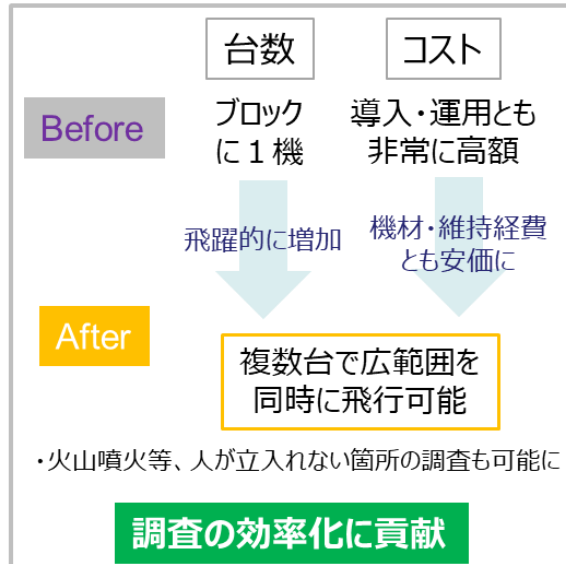 台数
コスト
Before
ブロック
に１機
導入・運用とも
非常に高額
飛躍的に増加
機材・維持経費
とも安価に
After
複数台で広範囲を
同時に飛行可能
・火山噴火等、人が立入れない箇所の調査も可能に
調査の効率化に貢献